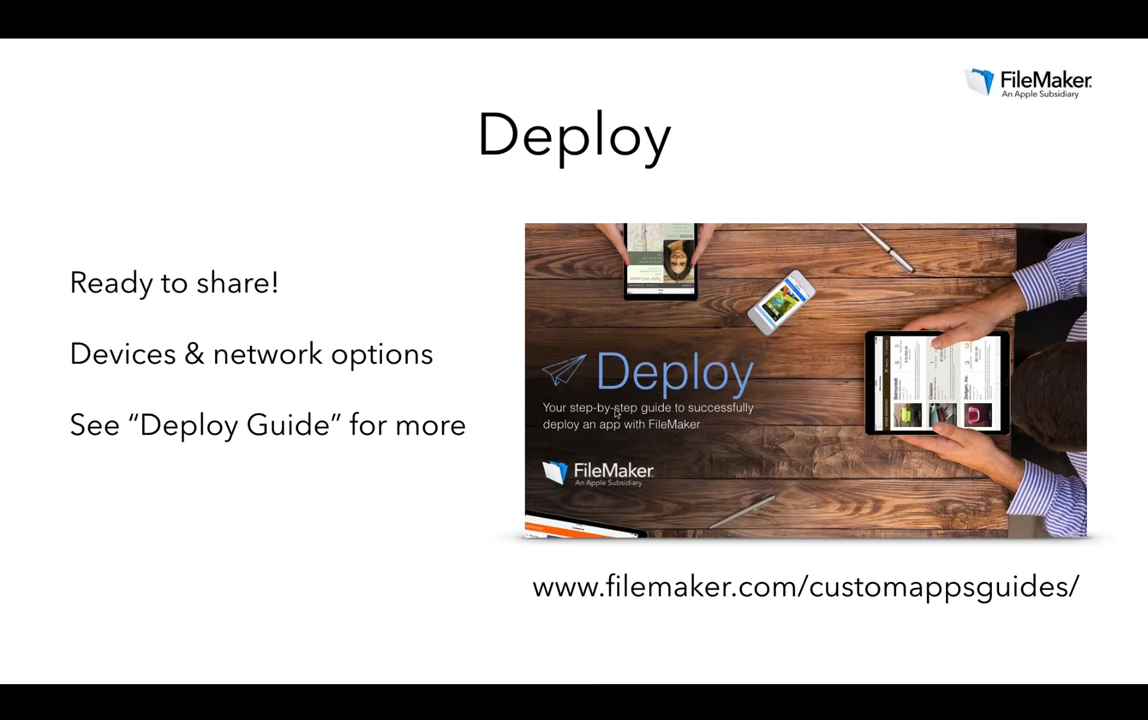 FileMaker.
An Apple Subsidiary
Deploy
Ready to share!
Devices & network options
See “Deploy Guide” for more
Deploy
Your step-by-step guide to successfully
deploy an app with FileMaker
FileMaker.
An Apple Subsidiary
www.filemaker.com/customappsguides/